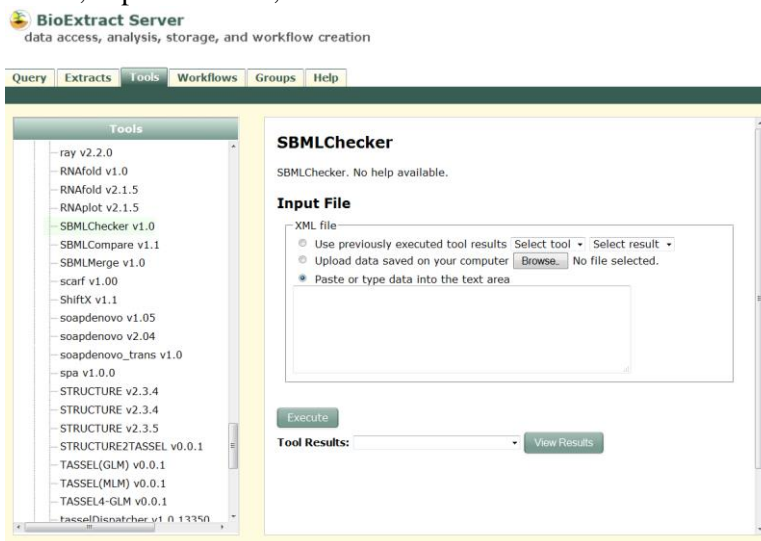 BioExtract Server
data access, analysis, storage, and workflow creation
Query Extracts Tools Workflows Groups Help
Tools
ray v2.2.0
RNAfold v1.0
RNAfold v2.1.5
RNAplot v2.1.5
SBMLChecker v1.0
SBMLCompare v1.1
SBMLMerge v1.0
scarf v1.00
ShiftX v1.1
soapdenovo v1.05
soapdenovo v2.04
soapdenovo_trans v1.0
spa v1.0.0
STRUCTURE v2.3.4
STRUCTURE v2.3.4
STRUCTURE v2.3.5
STRUCTURE2TASSEL v0.0.1
TASSEL(GLM) v0.0.1
TASSEL(MLM) v0.0.1
TASSEL4-GLM v0.0.1
tasselDispatcher v1.0.13350
SBMLChecker
SBMLChecker. No help available.
Input File
XML file
Use previously executed tool results Select tool Select result
Upload data saved on your computer Browse_ No file selected.
Paste or type data into the text area
Execute
Tool Results: View Results